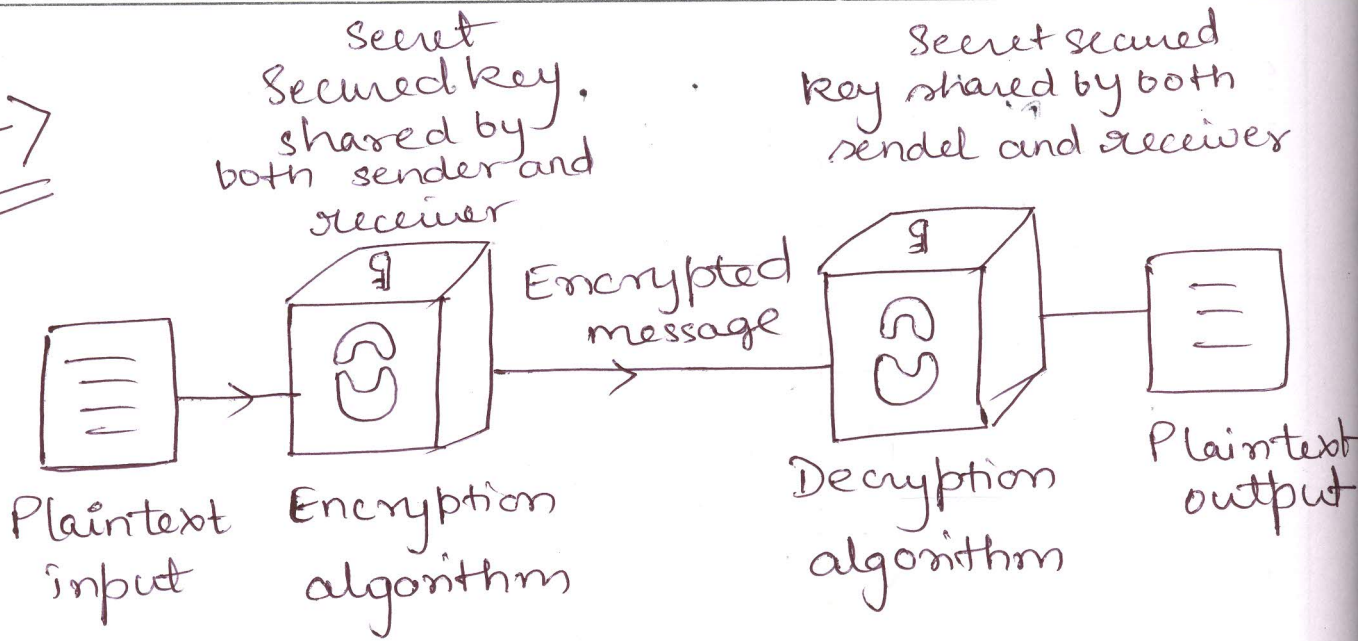 Secret
Secured key.
shared by
both sender and
receiver
Secret secured
key shared by both
sendel and receiver
Encrypted
message
Plaintext
input
Encryption
algorithm
Decryption
algorithm
Plaintext
output